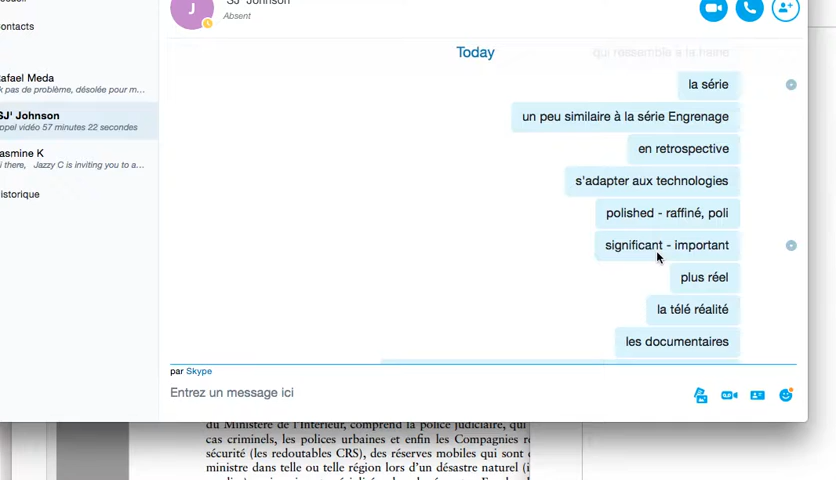 SJ' Johnson
Absent
ontacts
Today
qui ressemble à la haine
la série
afael Meda
k pas de problème, désolée pour m...
un peu similaire à la série Engrenage
SJ' Johnson
ppel vidéo 57 minutes 22 secondes
en retrospective
asmine K
i there, Jazzy C is inviting you to a...
s'adapter aux technologies
istorique
polished - raffiné, poli
significant - important
plus réel
la télé réalité
les documentaires
par Skype
Entrez un message ici
du Ministère de l'Intérieur, comprend la police judiciaire, qui
cas criminels, les polices urbaines et enfin les Compagnies
sécurité (les redoutables CRS), des réserves mobiles qui sont
ministre dans telle ou telle région lors d'un désastre naturel (i